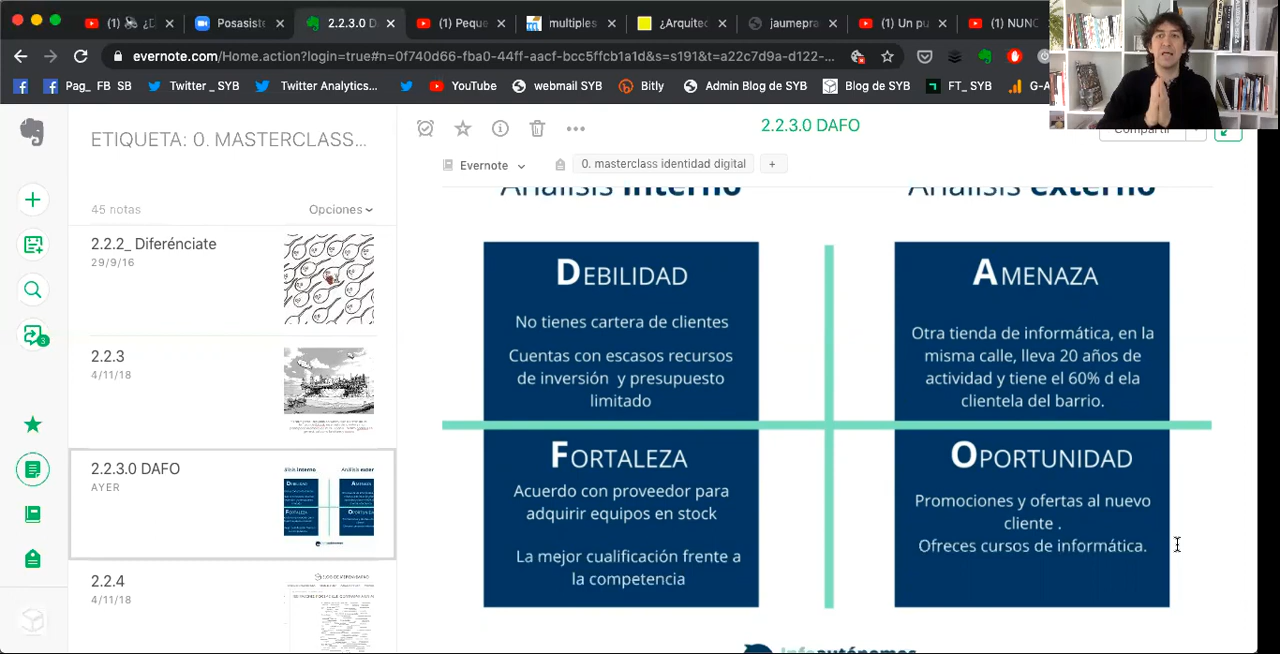 (1) 🎠 ¿D
Posasiste
2.2.3.0 D
(1) Peque
multiples
¿Arquitec
jaumepra
(1) Un pu
(1) NUNC
evernote.com/Home.action?login=true#n=0f740d66-
-44ff-aacf-bcc5ffcb1a1d&s=s191&t=a22c7d9a-d122-...
Pag_ FB SB
Twitter _ SYB
Twitter Analytics...
YouTube
webmail SYB
Bitly
Admin Blog de SYB
Blog de SYB
FT_ SYB
G-A
ETIQUETA: 0. MASTERCLASS...
45 notas
Opciones
2.2.2_ Diferénciate
29/9/16
2.2.3
4/11/18
2.2.3.0 DAFO
AYER
2.2.4
4/11/18
3
2.2.3.0 DAFO
Compartir
Evernote
0. masterclass identidad digital
+
Análisis interno
Análisis externo
DEBILIDAD
No tienes cartera de clientes
Cuentas con escasos recursos
de inversión y presupuesto
limitado
AMENAZA
Otra tienda de informática, en la
misma calle, lleva 20 años de
actividad y tiene el 60% d ela
clientela del barrio.
FORTALEZA
Acuerdo con proveedor para
adquirir equipos en stock
La mejor cualificación frente a
la competencia
OPORTUNIDAD
Promociones y ofertas al nuevo
cliente .
Ofreces cursos de informática.
Infoautónomos